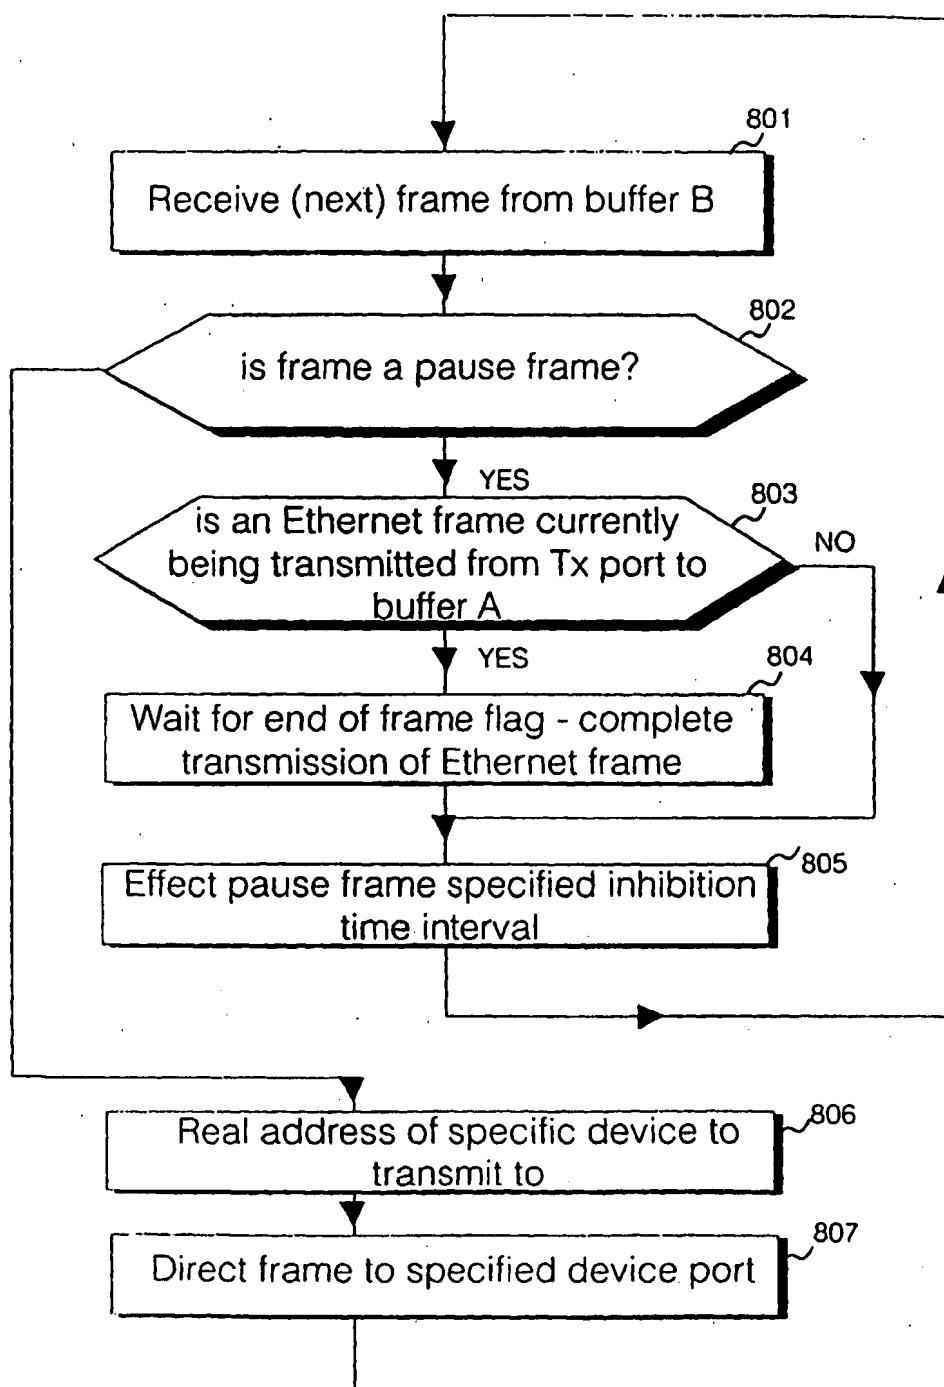 801
Receive (next) frame from buffer B
802
is frame a pause frame?
YES
803
is an Ethernet frame currently
being transmitted from Tx port to
buffer A
NO
YES
804
Wait for end of frame flag - complete
transmission of Ethernet frame
805
Effect pause frame specified inhibition
time interval
806
Real address of specific device to
transmit to
807
Direct frame to specified device port